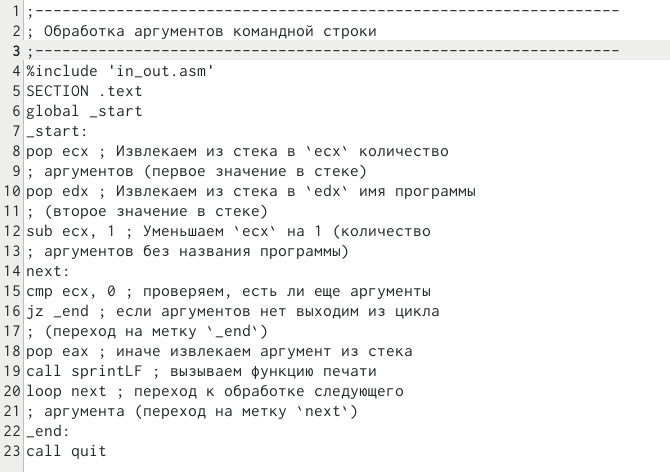 1 ;-----------------------------------------------------------------
2 ; Обработка аргументов командной строки
3 ;-----------------------------------------------------------------
4 %include 'in_out.asm'
5 SECTION .text
6 global _start
7 _start:
8 pop ecx ; Извлекаем из стека в `ecx` количество
9 ; аргументов (первое значение в стеке)
10 pop edx ; Извлекаем из стека в `edx` имя программы
11 ; (второе значение в стеке)
12 sub ecx, 1 ; Уменьшаем `ecx` на 1 (количество
13 ; аргументов без названия программы)
14 next:
15 cmp ecx, 0 ; проверяем, есть ли еще аргументы
16 jz _end ; если аргументов нет выходим из цикла
17 ; (переход на метку `_end`)
18 pop eax ; иначе извлекаем аргумент из стека
19 call sprintLF ; вызываем функцию печати
20 loop next ; переход к обработке следующего
21 ; аргумента (переход на метку `next`)
22 _end:
23 call quit